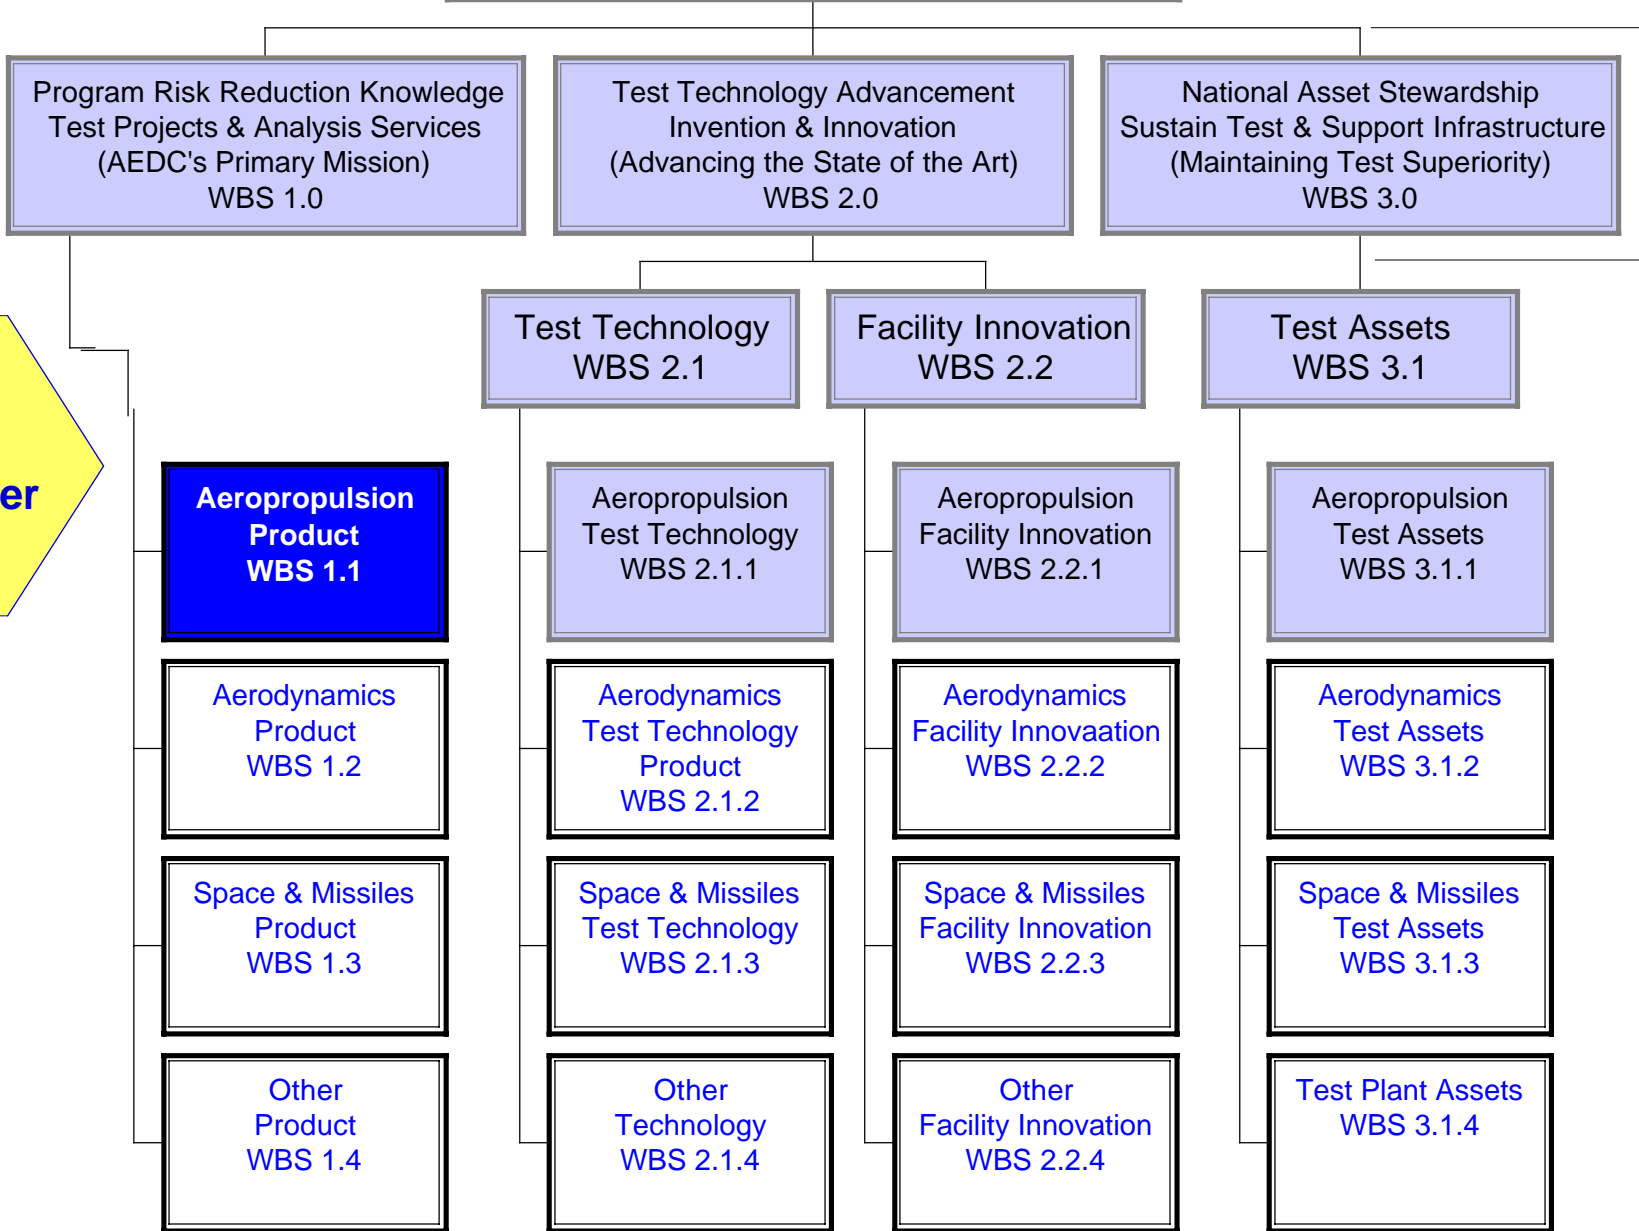 Program Risk Reduction Knowledge
Test Projects & Analysis Services
(AEDC's Primary Mission)
WBS 1.0
Test Technology Advancement
Invention & Innovation
(Advancing the State of the Art)
WBS 2.0
National Asset Stewardship
Sustain Test & Support Infrastructure
(Maintaining Test Superiority)
WBS 3.0
Test Technology
WBS 2.1
Facility Innovation
WBS 2.2
Test Assets
WBS 3.1
er
Aeropropulsion
Product
WBS 1.1
Aeropropulsion
Test Technology
WBS 2.1.1
Aeropropulsion
Facility Innovation
WBS 2.2.1
Aeropropulsion
Test Assets
WBS 3.1.1
Aerodynamics
Product
WBS 1.2
Aerodynamics
Test Technology
Product
WBS 2.1.2
Aerodynamics
Facility Innovaation
WBS 2.2.2
Aerodynamics
Test Assets
WBS 3.1.2
Space & Missiles
Product
WBS 1.3
Space & Missiles
Test Technology
WBS 2.1.3
Space & Missiles
Facility Innovation
WBS 2.2.3
Space & Missiles
Test Assets
WBS 3.1.3
Other
Product
WBS 1.4
Other
Technology
WBS 2.1.4
Other
Facility Innovation
WBS 2.2.4
Test Plant Assets
WBS 3.1.4